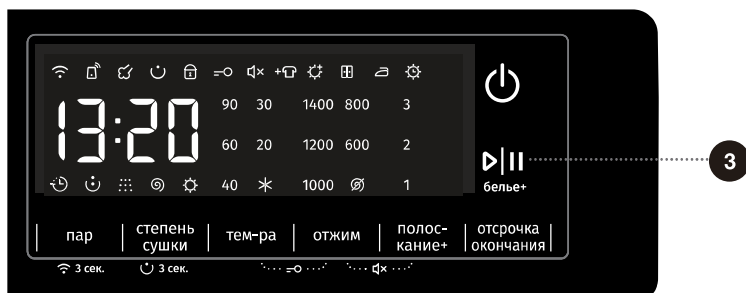 90 30 1400 800 3
13:20
60 20 1200 600 2
3
белье+
40 1000 1
пар степень сушки тем-ра отжим полос-кание+ отсрочка окончания
3 сек. 3 сек.